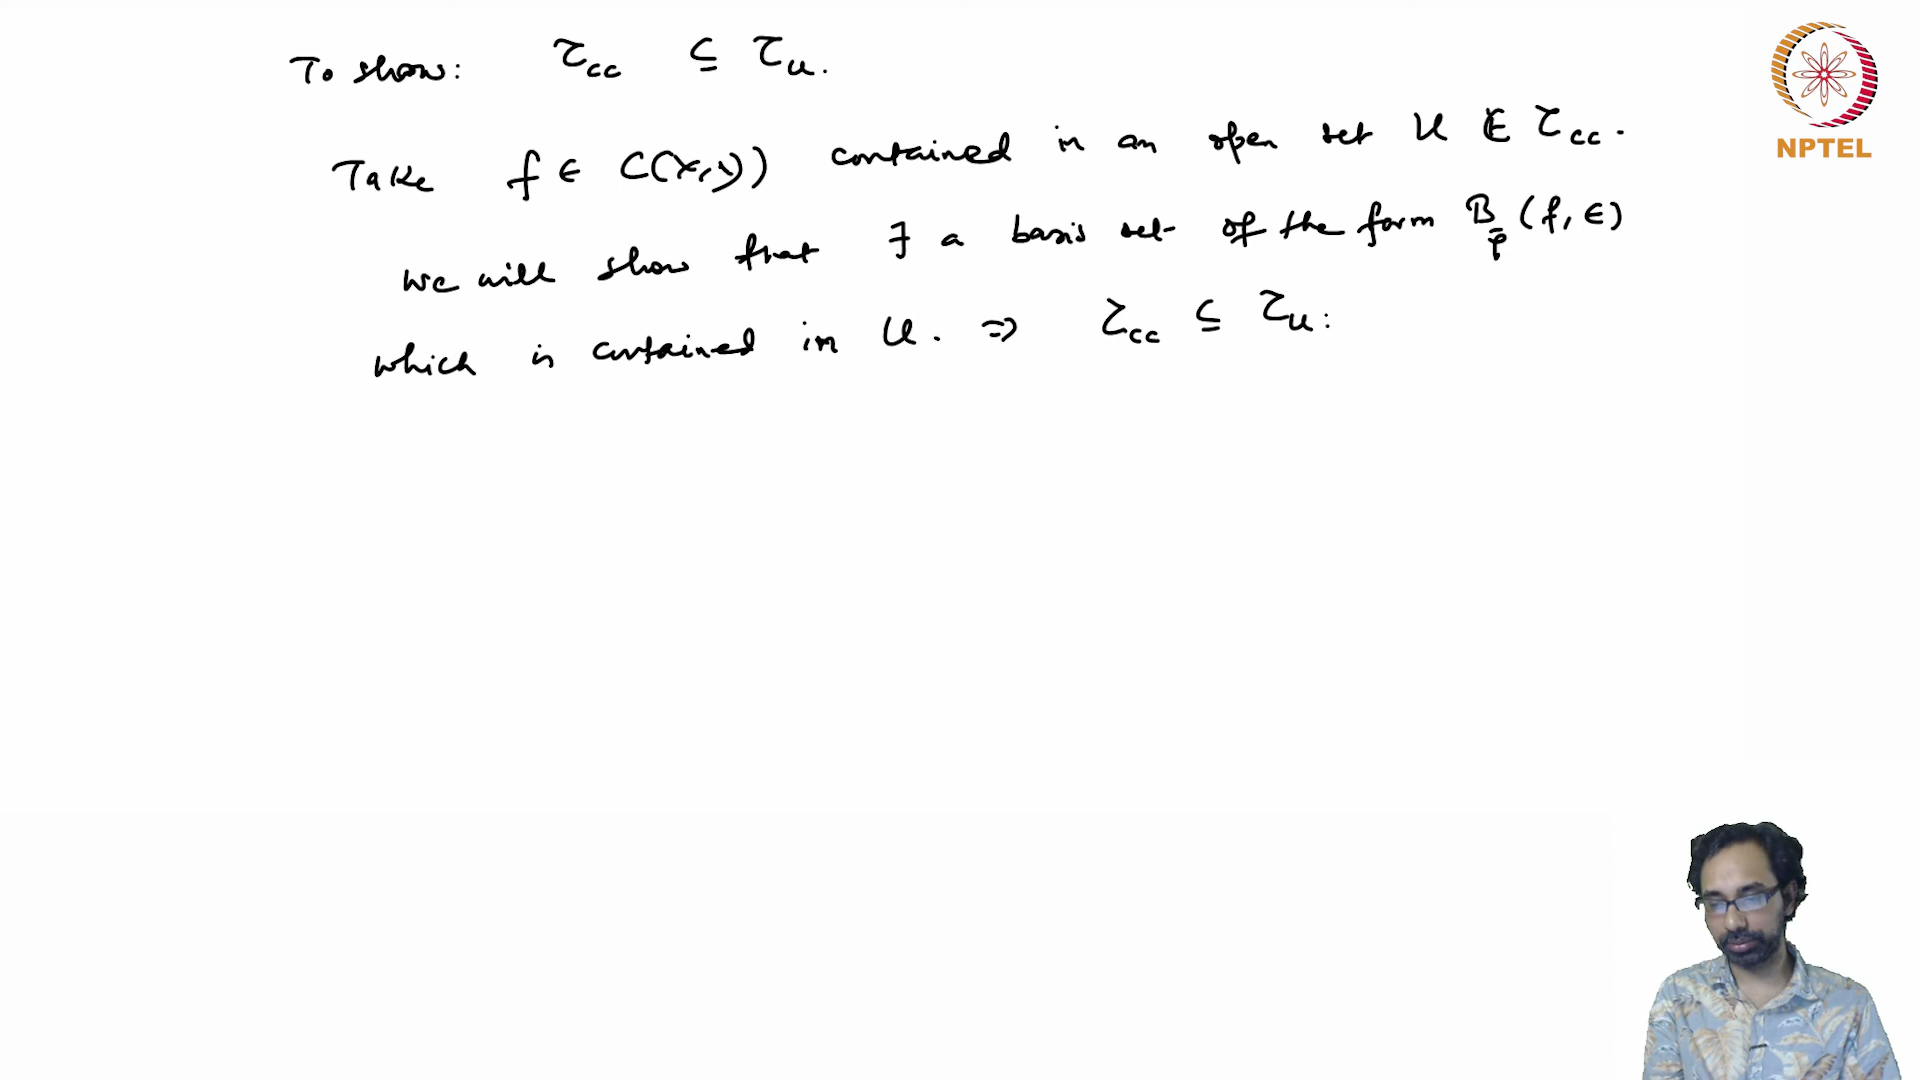 To show: τ_cc ⊆ τ_u.
Take f ∈ C(X,Y) contained in an open set U ∈ τ_cc.
We will show that ∃ a basis set of the form B_ρ̄ (f, ε)
which is contained in U. ⇒ τ_cc ⊆ τ_u.
NPTEL